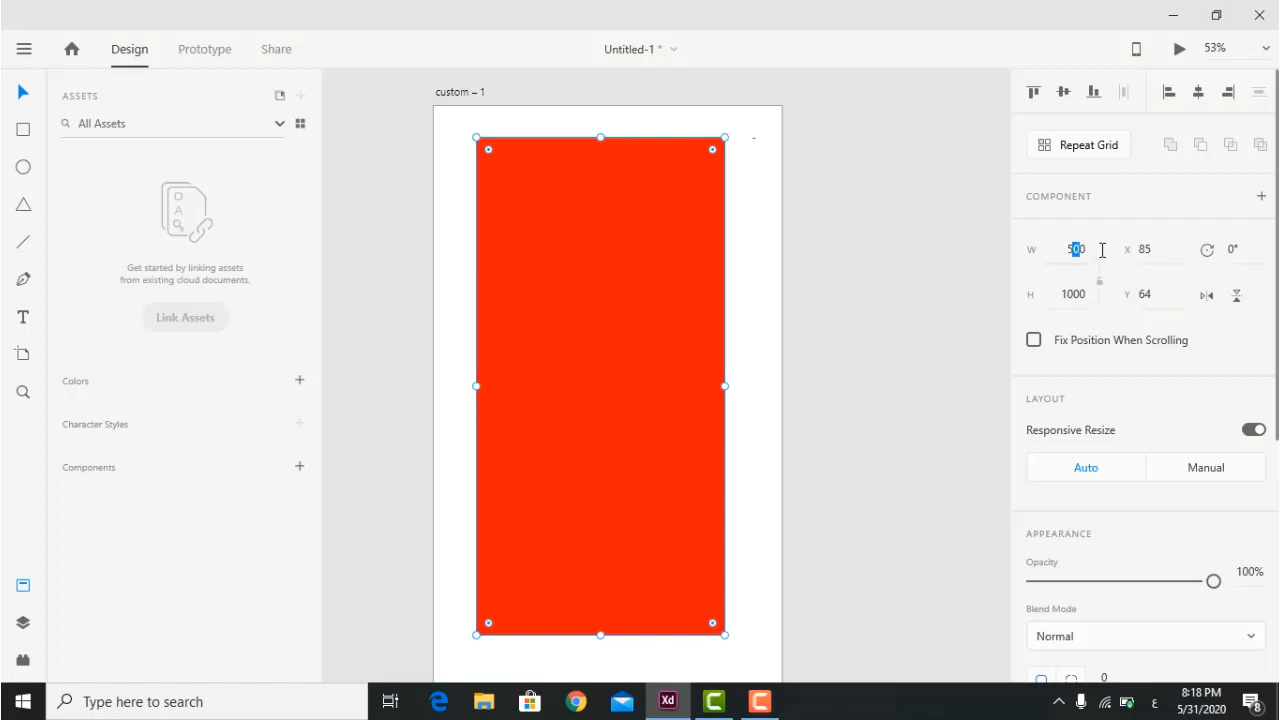 Design Prototype Share Untitled-1 * 53%
ASSETS
All Assets
Get started by linking assets
from existing cloud documents.
Link Assets
Colors
Character Styles
Components
custom – 1
Repeat Grid
COMPONENT
W 500 X 85 0°
H 1000 Y 64
Fix Position When Scrolling
LAYOUT
Responsive Resize
Auto Manual
APPEARANCE
Opacity
100%
Blend Mode
Normal
0
Type here to search
Xd
ع
8:18 PM
5/31/2020
8